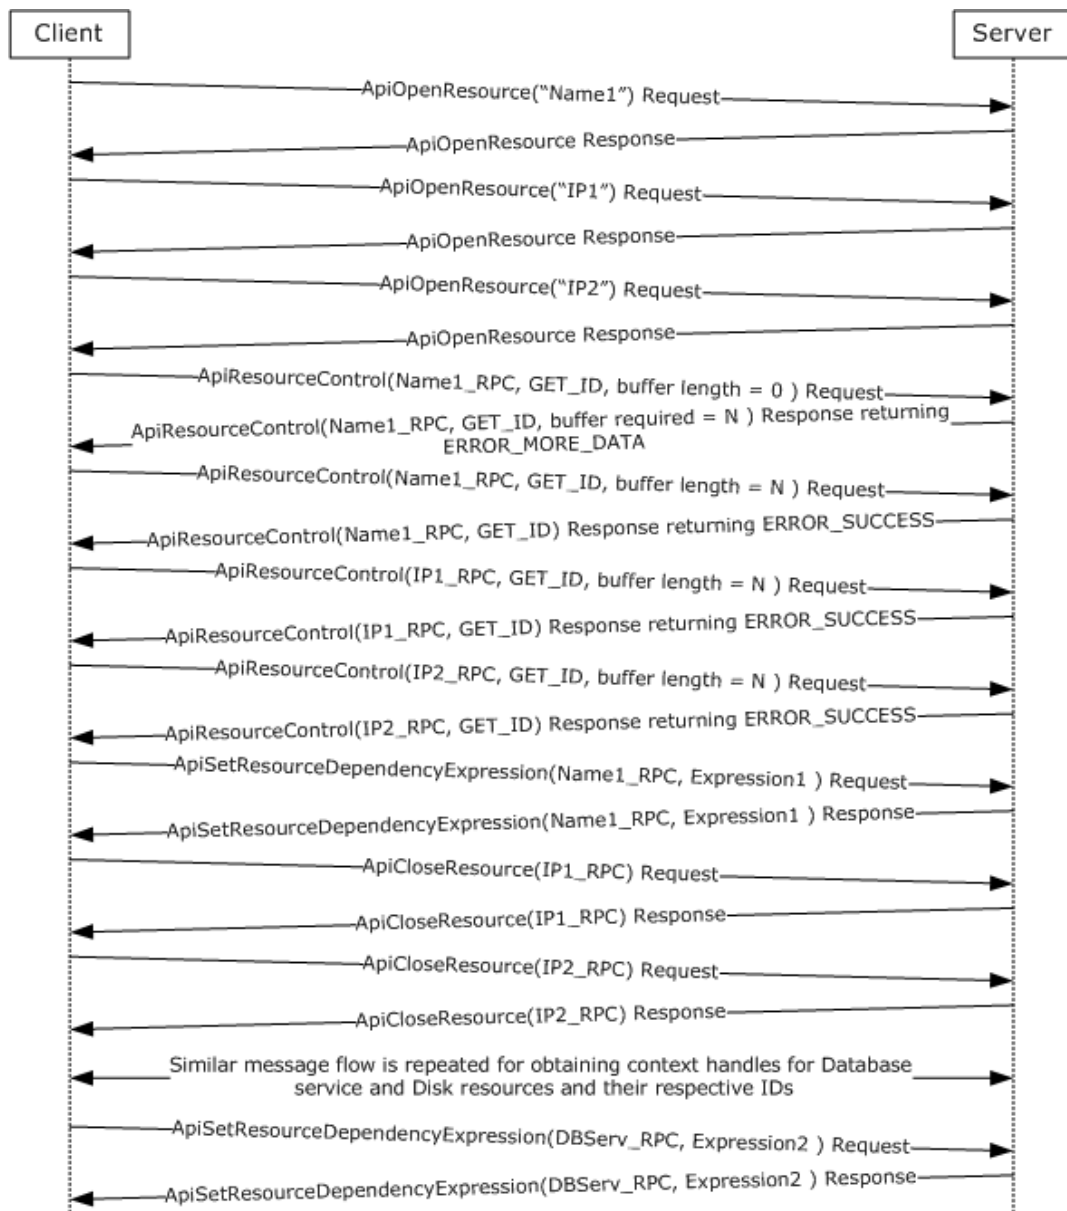 Client
Server
ApiOpenResource(“Name1”) Request
ApiOpenResource Response
ApiOpenResource(“IP1”) Request
ApiOpenResource Response
ApiOpenResource(“IP2”) Request
ApiOpenResource Response
ApiResourceControl(Name1_RPC, GET_ID, buffer length = 0 ) Request
ApiResourceControl(Name1_RPC, GET_ID, buffer required = N ) Response returning
ERROR_MORE_DATA
ApiResourceControl(Name1_RPC, GET_ID, buffer length = N ) Request
ApiResourceControl(Name1_RPC, GET_ID) Response returning ERROR_SUCCESS
ApiResourceControl(IP1_RPC, GET_ID, buffer length = N ) Request
ApiResourceControl(IP1_RPC, GET_ID) Response returning ERROR_SUCCESS
ApiResourceControl(IP2_RPC, GET_ID, buffer length = N ) Request
ApiResourceControl(IP2_RPC, GET_ID) Response returning ERROR_SUCCESS
ApiSetResourceDependencyExpression(Name1_RPC, Expression1 ) Request
ApiSetResourceDependencyExpression(Name1_RPC, Expression1 ) Response
ApiCloseResource(IP1_RPC) Request
ApiCloseResource(IP1_RPC) Response
ApiCloseResource(IP2_RPC) Request
ApiCloseResource(IP2_RPC) Response
Similar message flow is repeated for obtaining context handles for Database
service and Disk resources and their respective IDs
ApiSetResourceDependencyExpression(DBServ_RPC, Expression2 ) Request
ApiSetResourceDependencyExpression(DBServ_RPC, Expression2 ) Response